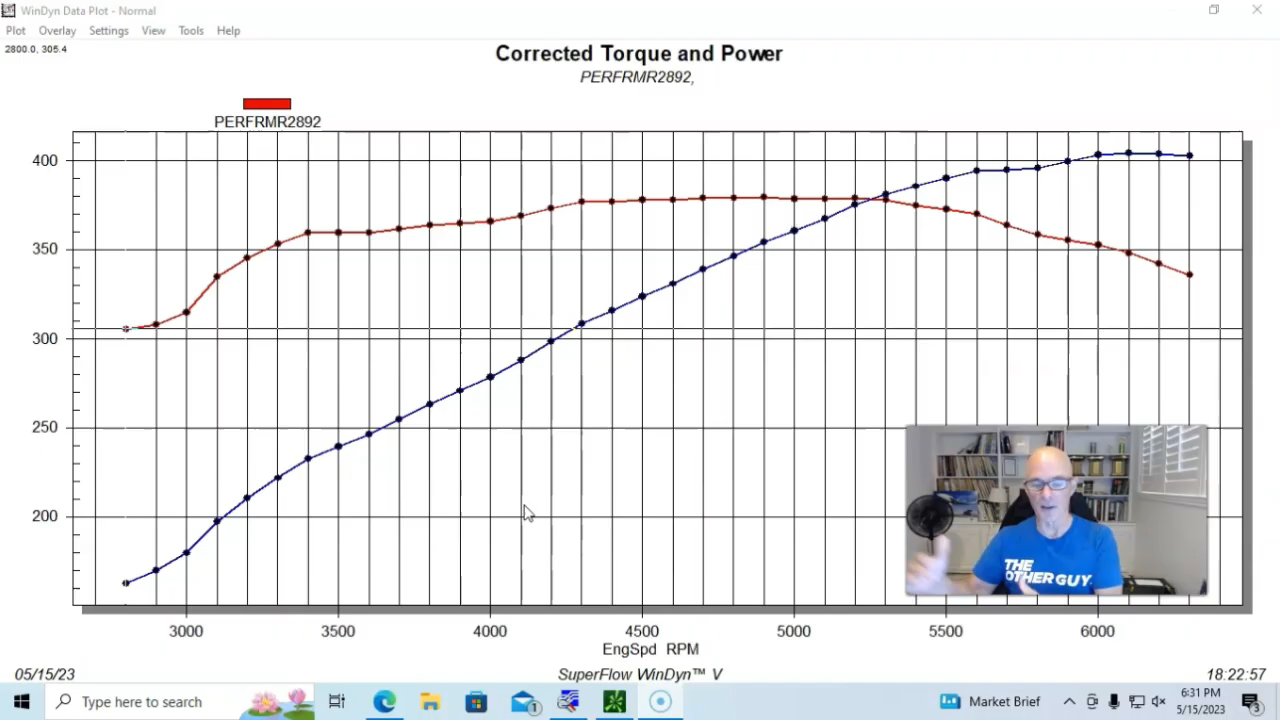 WinDyn Data Plot - Normal
Plot Overlay Settings View Tools Help
2800.0, 305.4
Corrected Torque and Power
PERFRMR2892,
PERFRMR2892
400
350
300
250
200
3000 3500 4000 4500 5000 5500 6000
EngSpd RPM
THE
OTHER GUY.
05/15/23 SuperFlow WinDyn™ V 18:22:57
Type here to search
1
Market Brief
6:31 PM
5/15/2023
3